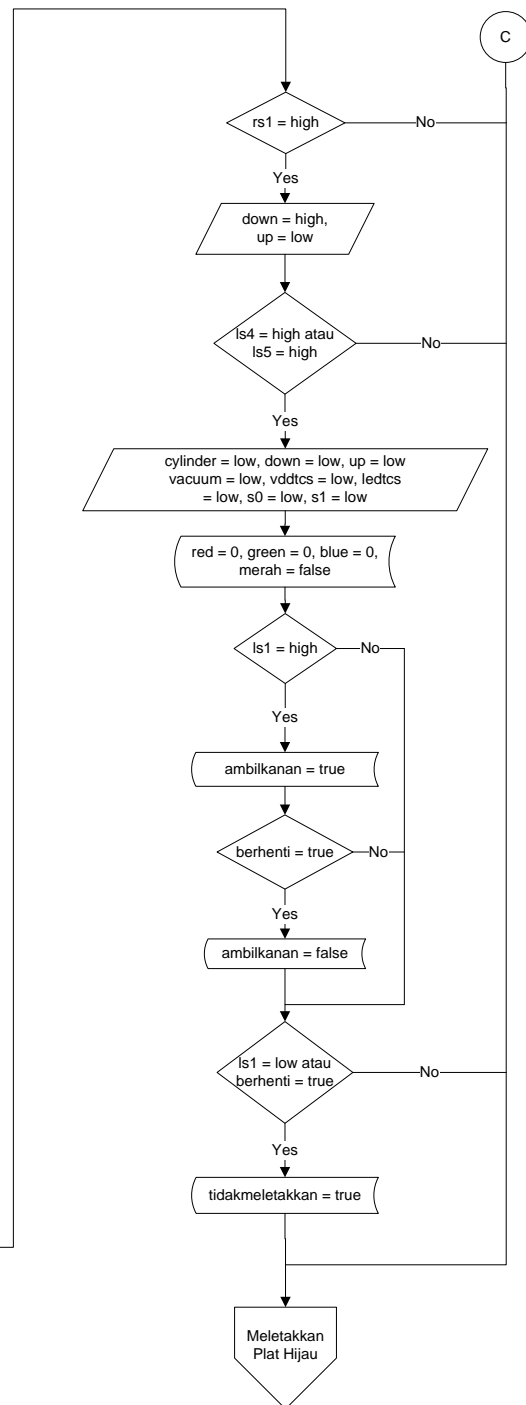 C
rs1 = high
No
Yes
down = high,
up = low
ls4 = high atau
ls5 = high
No
Yes
cylinder = low, down = low, up = low
vacuum = low, vddtcs = low, ledtcs
= low, s0 = low, s1 = low
red = 0, green = 0, blue = 0,
merah = false
ls1 = high
No
Yes
ambilkanan = true
berhenti = true
No
Yes
ambilkanan = false
ls1 = low atau
berhenti = true
No
Yes
tidakmeletakkan = true
Meletakkan
Plat Hijau